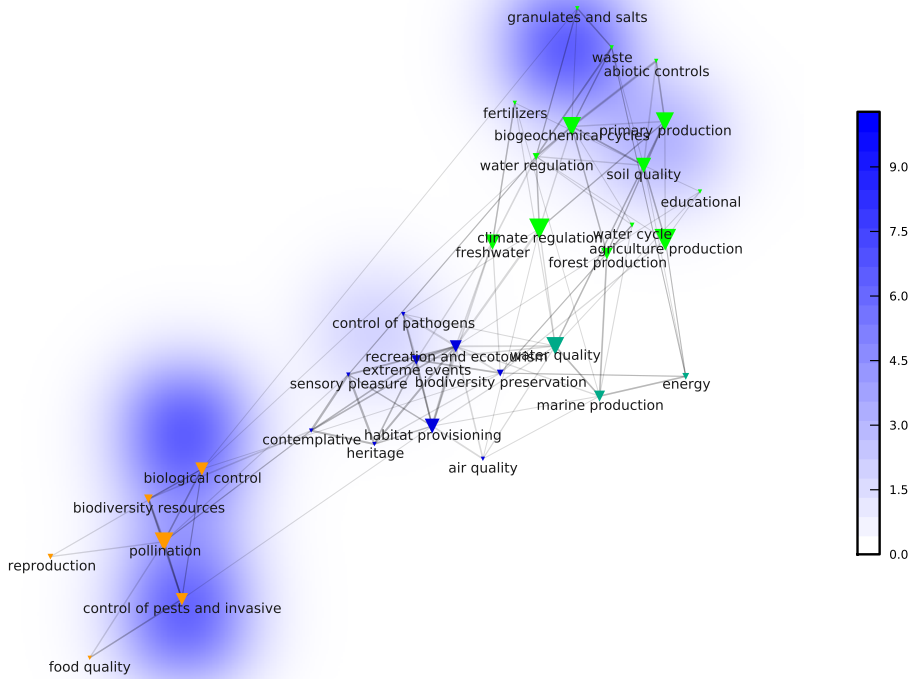 granulates and salts
waste
abiotic controls
fertilizers
primary production
biogeochemical cycles
water regulation
soil quality
educational
water cycle
climate regulation
agriculture production
freshwater
forest production
control of pathogens
recreation and ecotourism
water quality
extreme events
sensory pleasure
biodiversity preservation
energy
marine production
habitat provisioning
contemplative
heritage
air quality
biological control
biodiversity resources
pollination
reproduction
control of pests and invasive
food quality
9.0
7.5
6.0
4.5
3.0
1.5
0.0